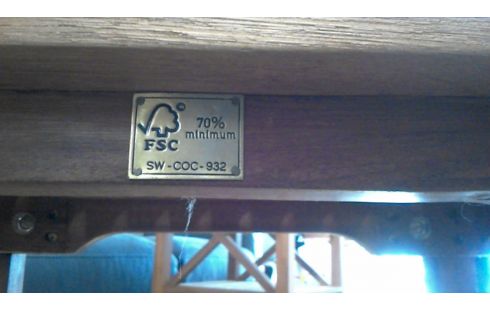 ©
70%
minimum
FSC
SW-COC-932